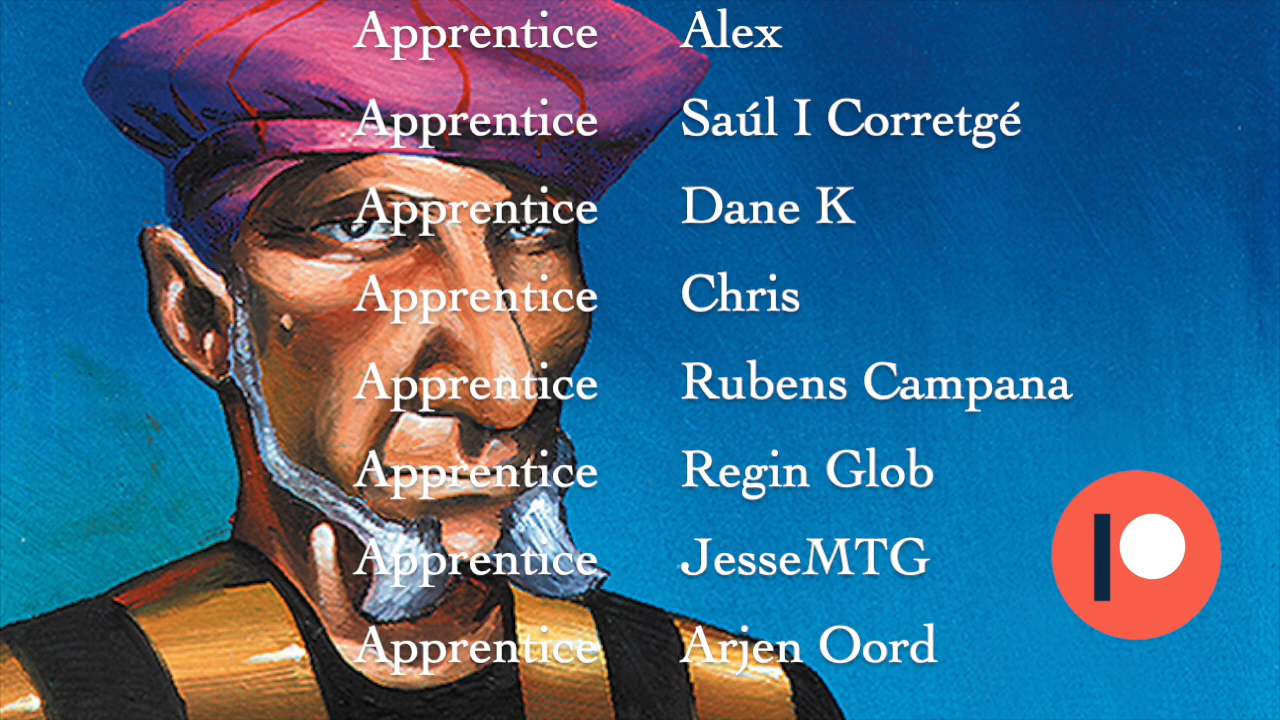 Apprentice Alex
Apprentice Saúl I Corretgé
Apprentice Dane K
Apprentice Chris
Apprentice Rubens Campana
Apprentice Regin Glob
Apprentice JesseMTG
Apprentice Arjen Oord